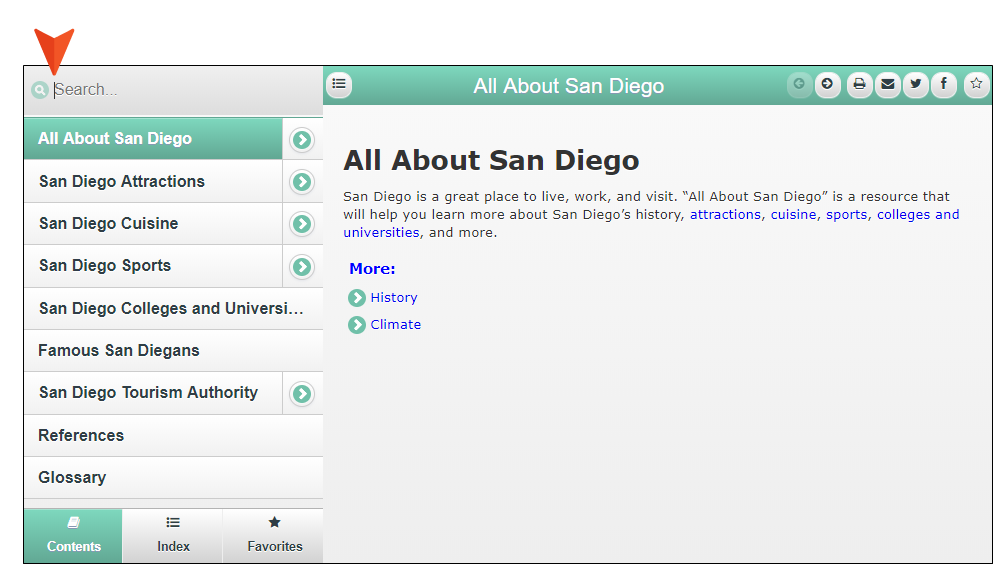 Search...
All About San Diego
San Diego Attractions
San Diego Cuisine
San Diego Sports
San Diego Colleges and Universi...
Famous San Diegans
San Diego Tourism Authority
References
Glossary
Contents
Index
Favorites
All About San Diego
All About San Diego
San Diego is a great place to live, work, and visit. “All About San Diego” is a resource that
will help you learn more about San Diego’s history, attractions, cuisine, sports, colleges and
universities, and more.
More:
History
Climate